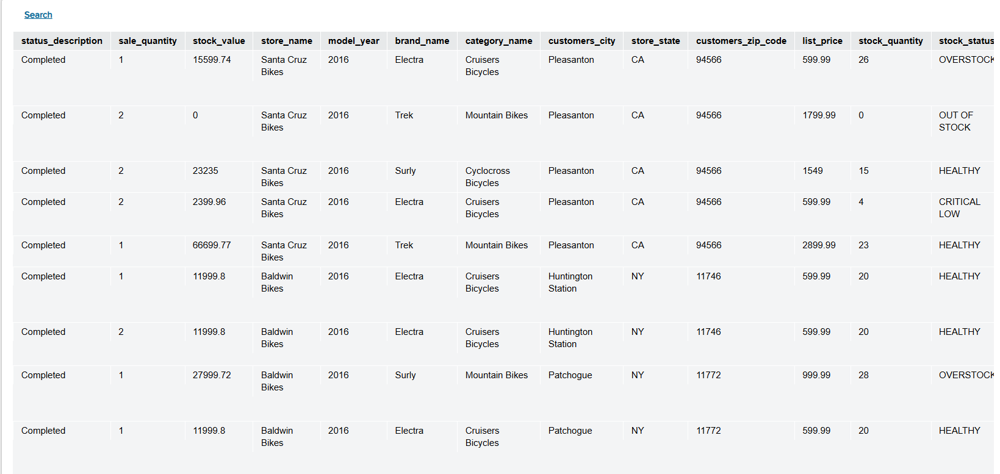 Search
status_description sale_quantity stock_value store_name model_year brand_name category_name customers_city store_state customers_zip_code list_price stock_quantity stock_status
Completed 1 15599.74 Santa Cruz 2016 Electra Cruisers Pleasanton CA 94566 599.99 26 OVERSTOCK
Bikes Bicycles
Completed 2 0 Santa Cruz 2016 Trek Mountain Bikes Pleasanton CA 94566 1799.99 0 OUT OF
Bikes STOCK
Completed 2 23235 Santa Cruz 2016 Surly Cyclocross Pleasanton CA 94566 1549 15 HEALTHY
Bikes Bicycles
Completed 2 2399.96 Santa Cruz 2016 Electra Cruisers Pleasanton CA 94566 599.99 4 CRITICAL
Bikes Bicycles LOW
Completed 1 66699.77 Santa Cruz 2016 Trek Mountain Bikes Pleasanton CA 94566 2899.99 23 HEALTHY
Bikes
Completed 1 11999.8 Baldwin 2016 Electra Cruisers Huntington NY 11746 599.99 20 HEALTHY
Bikes Bicycles Station
Completed 2 11999.8 Baldwin 2016 Electra Cruisers Huntington NY 11746 599.99 20 HEALTHY
Bikes Bicycles Station
Completed 1 27999.72 Baldwin 2016 Surly Mountain Bikes Patchogue NY 11772 999.99 28 OVERSTOCK
Bikes
Completed 1 11999.8 Baldwin 2016 Electra Cruisers Patchogue NY 11772 599.99 20 HEALTHY
Bikes Bicycles